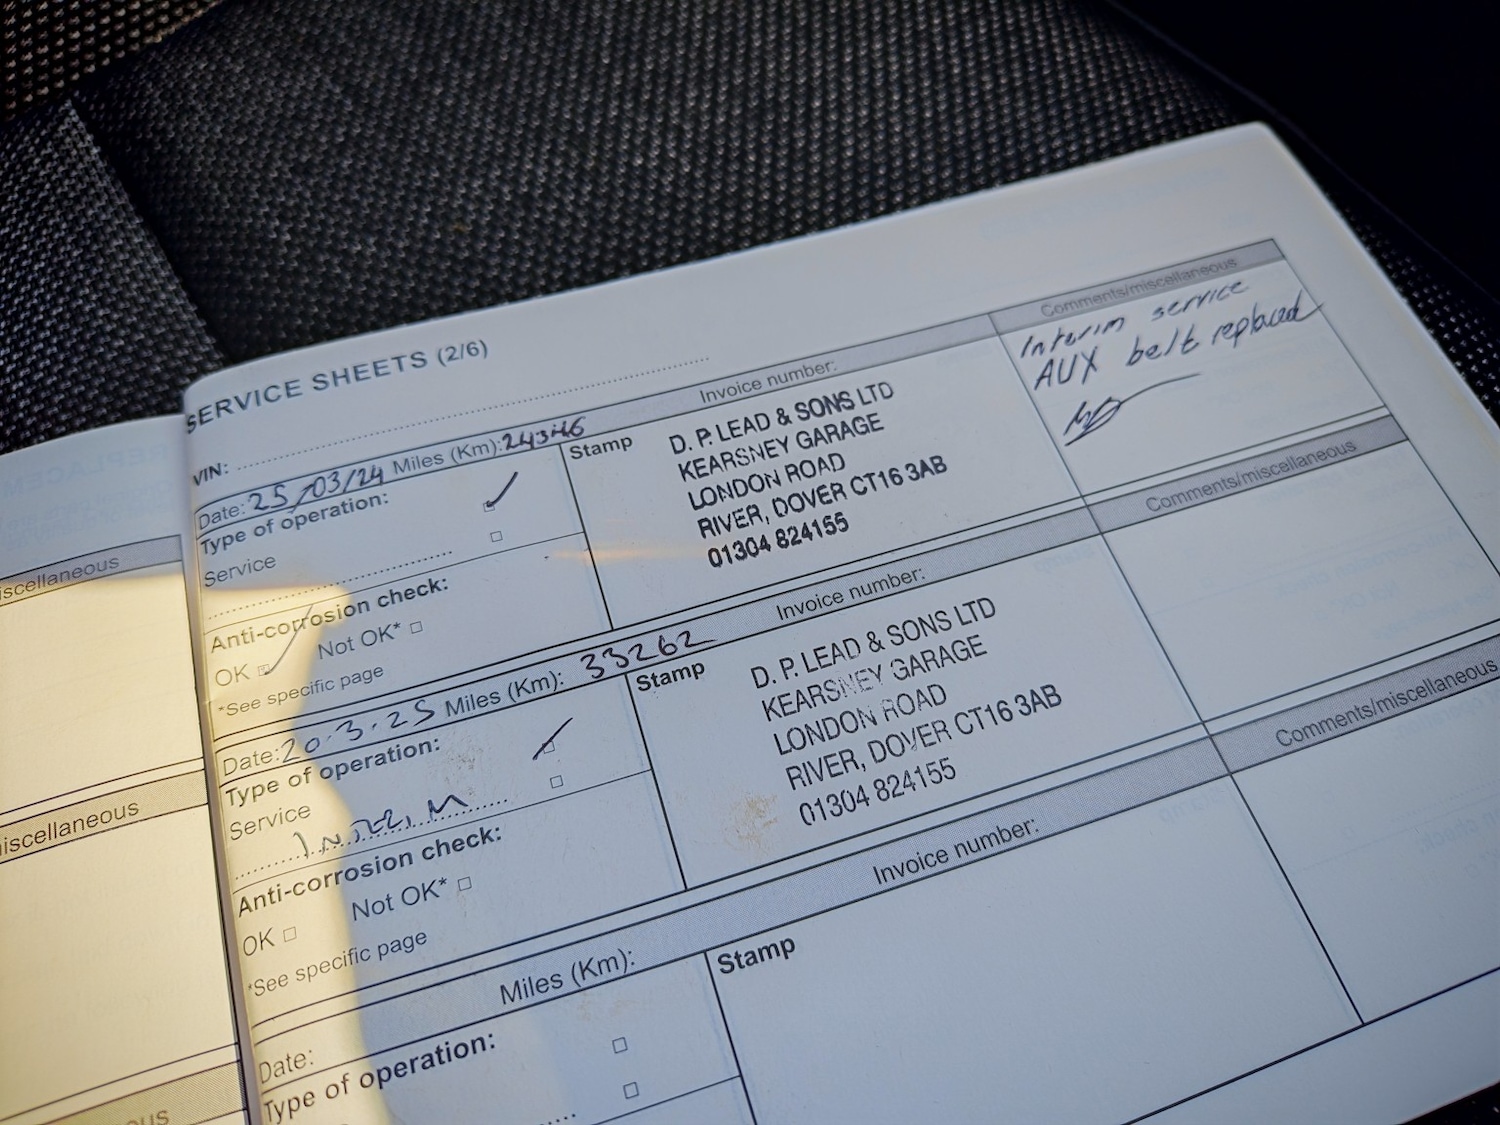 SERVICE SHEETS (2/6)
VIN:
Date: 25/03/24 Miles (Km): 24346 Invoice number: Comments/miscellaneous
Type of operation:
Service
Anti-corrosion check:
OK Not OK*
*See specific page
Stamp
D. P. LEAD & SONS LTD
KEARSNEY GARAGE
LONDON ROAD
RIVER, DOVER CT16 3AB
01304 824155
Interim service
AUX belt replaced
Date: 20.3.25 Miles (Km): 33262 Invoice number: Comments/miscellaneous
Type of operation:
Service
INTERIM
Anti-corrosion check:
OK Not OK*
*See specific page
Stamp
D. P. LEAD & SONS LTD
KEARSNEY GARAGE
LONDON ROAD
RIVER, DOVER CT16 3AB
01304 824155
Date: Miles (Km): Invoice number: Comments/miscellaneous
Type of operation:
Stamp
iscellaneous
iscellaneous
ous